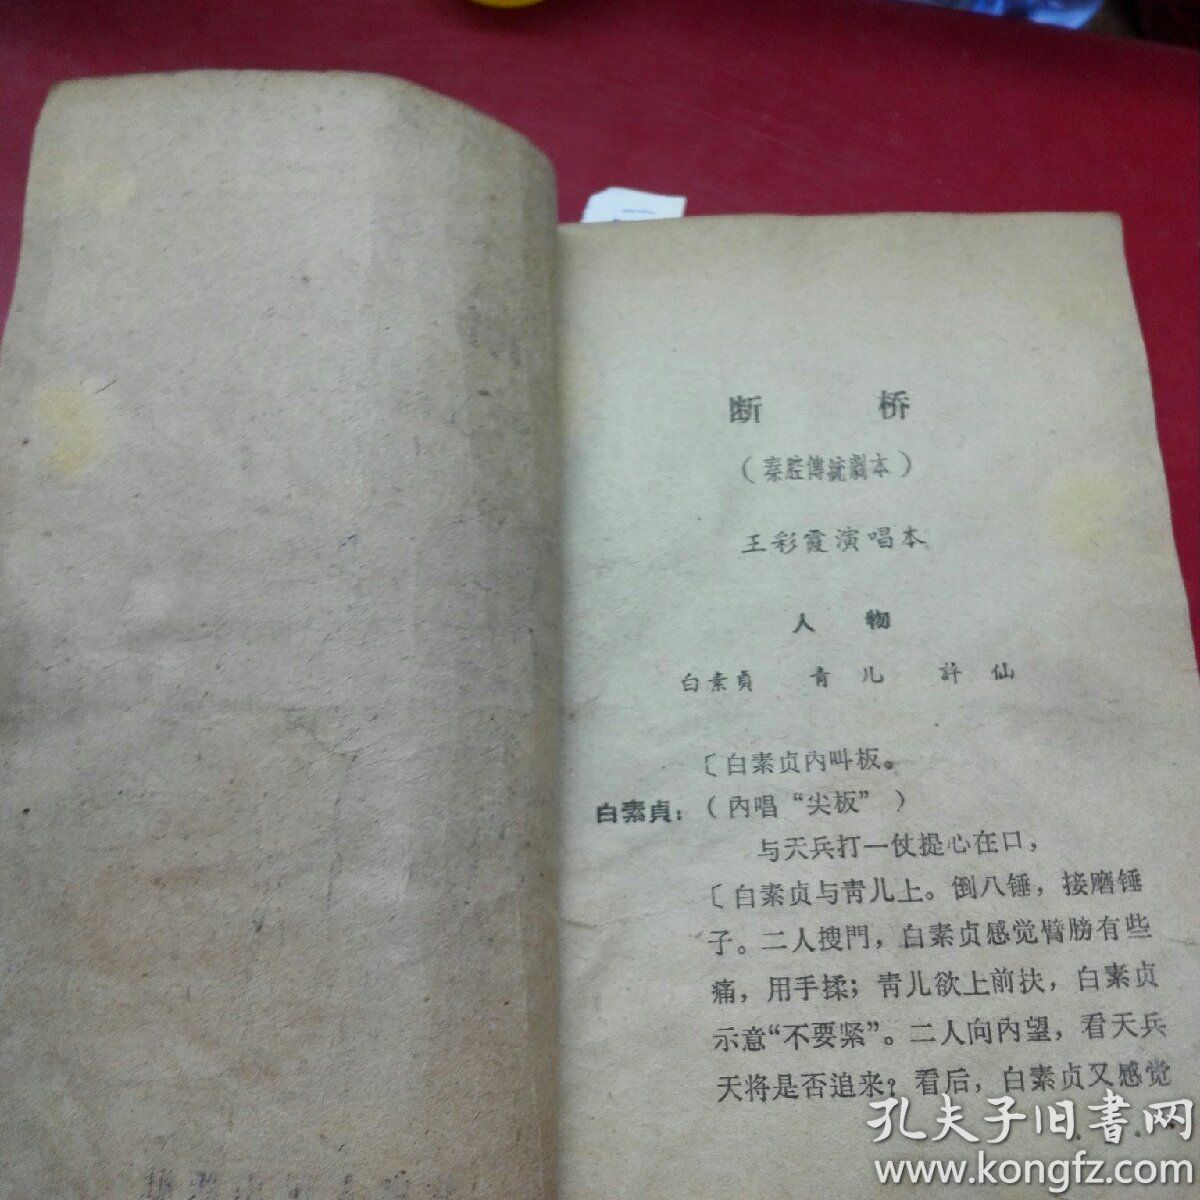 断 桥
（秦腔傳統劇本）
王彩霞演唱本
人 物
白素貞 青儿 許仙
〔白素贞内叫板。
白素貞：（内唱“尖板”）
与天兵打一仗提心在口，
〔白素贞与青儿上。倒八锤，接磨锤
子。二人搜門，白素贞感觉臂膀有些
痛，用手揉；青儿欲上前扶，白素贞
示意“不要紧”。二人向内望，看天兵
天将是否追来？看后，白素贞又感觉
孔夫子旧書网
www.kongfz.com